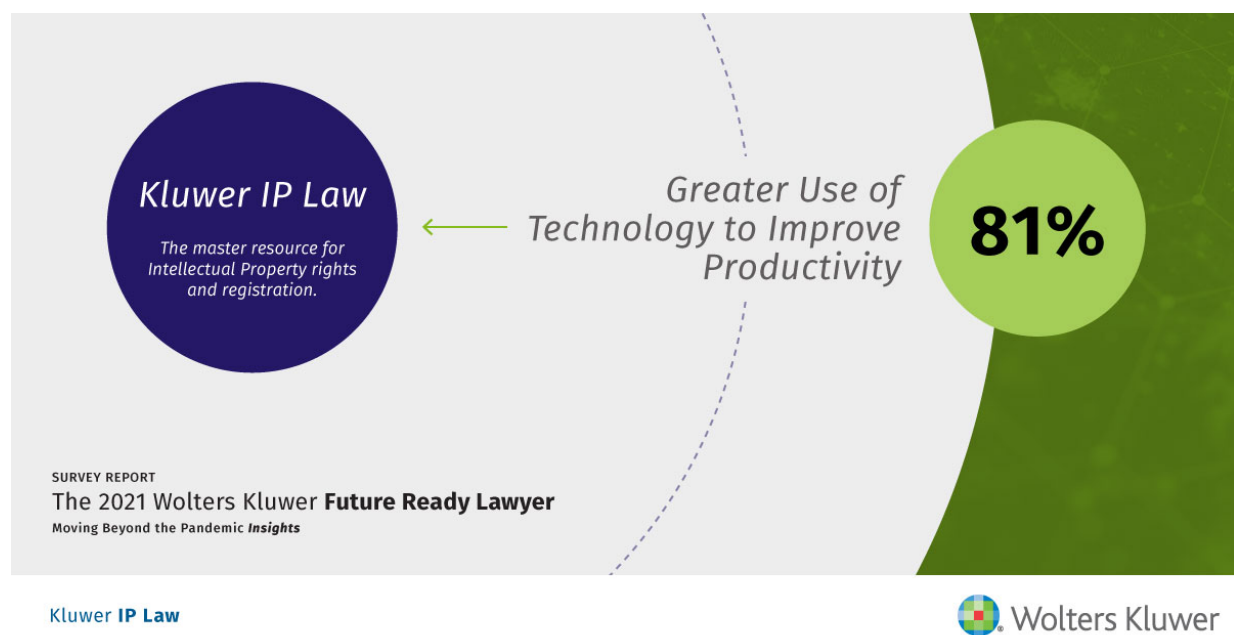 Kluwer IP Law
The master resource for
Intellectual Property rights
and registration.
Greater Use of
Technology to Improve
Productivity
81%
SURVEY REPORT
The 2021 Wolters Kluwer Future Ready Lawyer
Moving Beyond the Pandemic Insights
Kluwer IP Law
Wolters Kluwer